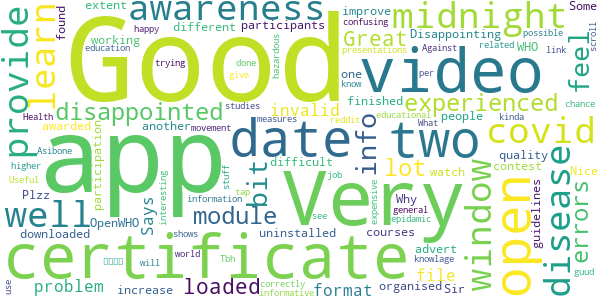 extent found awareness midnight improve Some
confusing
different participants Disappointing
working Great WHO
provide learn Good video feel scroll
happy education trying done give hazardous
presentations Against related possible link
disappointed invalid experienced
one know per
studies finished people educational chance
Health awarded another measures reddit What kinda
movement
app date two info covid
participation difficult lot quality
Asibone higher Useful interesting stuff tap job watch contest Nice
Plzz well OpenWHO Says bit information see expensive Why general
module window open disease errors guidelines
downloaded shows uninstalled courses epidemic
world will Tbh Very knowlage
certificate advert file guud
problem increase loaded correctly informative format organised Sir
use